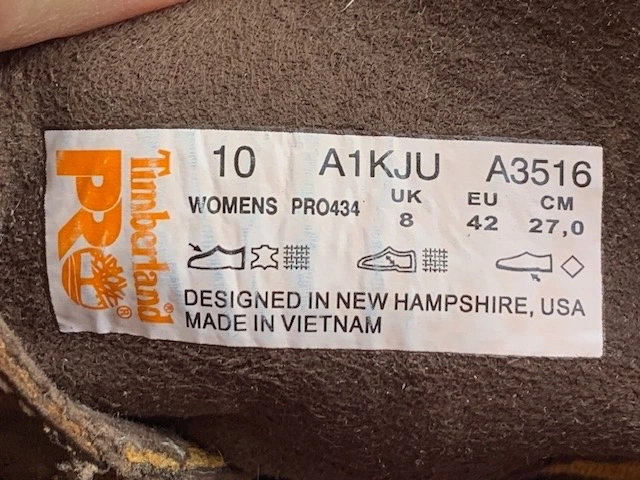 Timberland®
PRO®
10 A1KJU A3516
WOMENS PRO434 UK 8 EU 42 CM 27,0
DESIGNED IN NEW HAMPSHIRE, USA
MADE IN VIETNAM